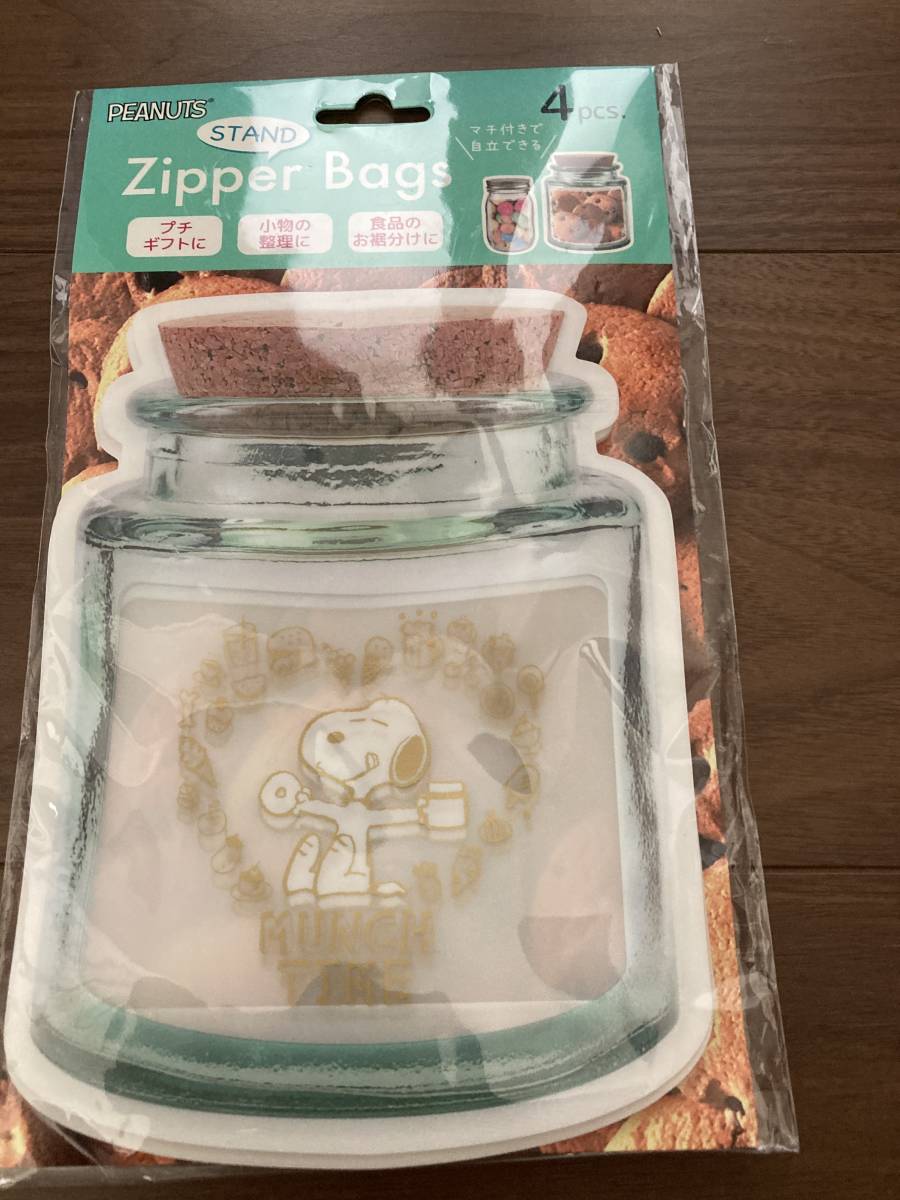 PEANUTS
STAND
Zipper Bags
4pcs.
マチ付きで
自立できる
プチ
ギフトに
小物の
整理に
食品の
お裾分けに
MUNCH
TIME